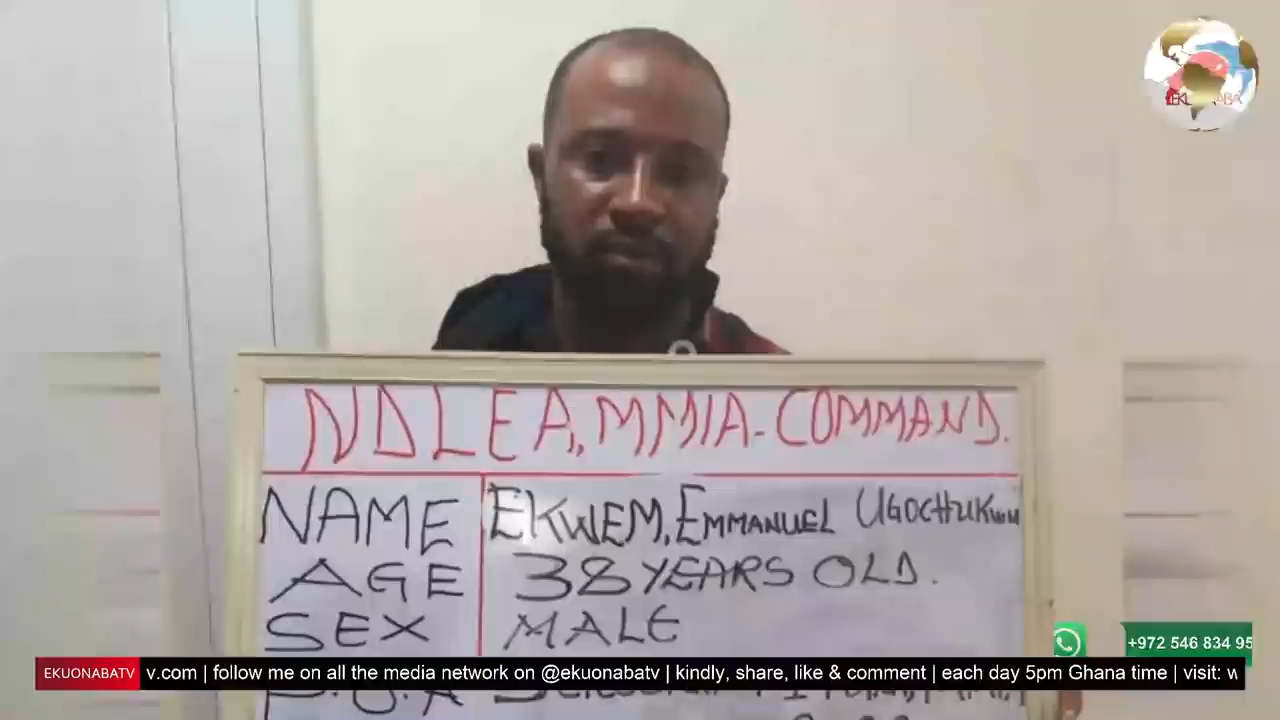 NDLEA, MMIA-COMMAND.
NAME EKWEM, EMMANUEL UGOCHUKWU
AGE 38 YEARS OLD.
SEX MALE
+972 546 834 95
EKUONABATV v.com | follow me on all the media network on @ekuonabatv | kindly, share, like & comment | each day 5pm Ghana time | visit: w